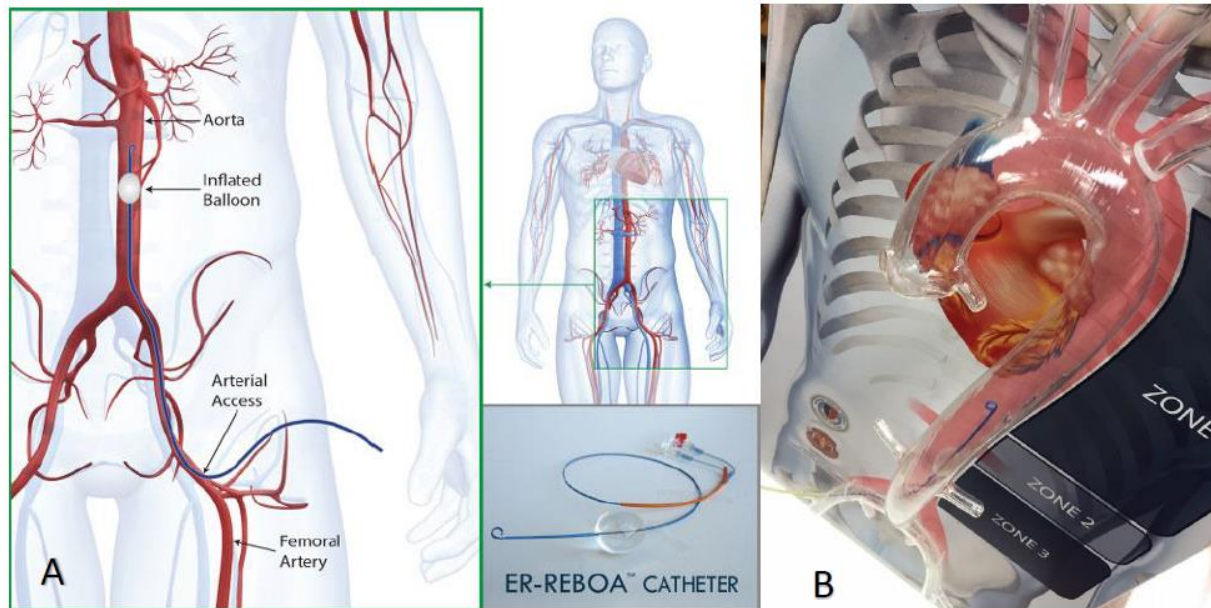 Aorta
Inflated
Balloon
Arterial
Access
Femoral
Artery
A
ER-REBOA™ CATHETER
ZONE
ZONE 2
ZONE 3
B